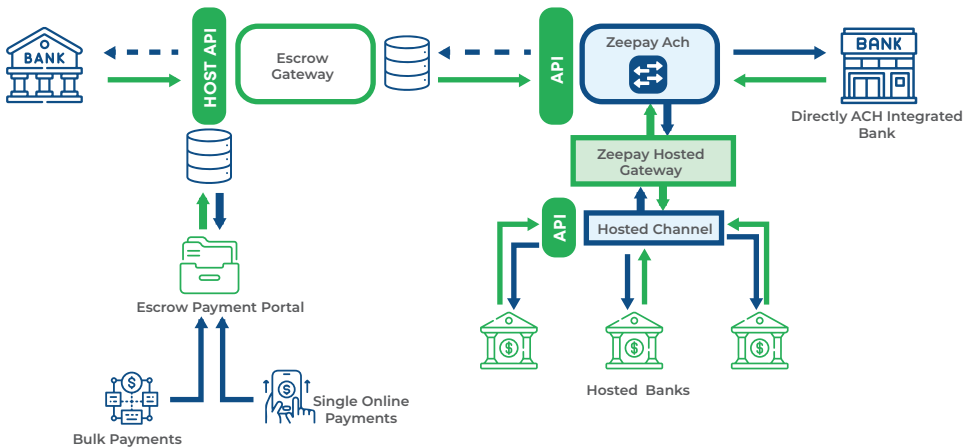 BANK
HOST API
Escrow
Gateway
API
Zeepay Ach
BANK
Directly ACH Integrated
Bank
Zeepay Hosted
Gateway
API
Hosted Channel
Escrow Payment Portal
Hosted Banks
Single Online
Payments
Bulk Payments